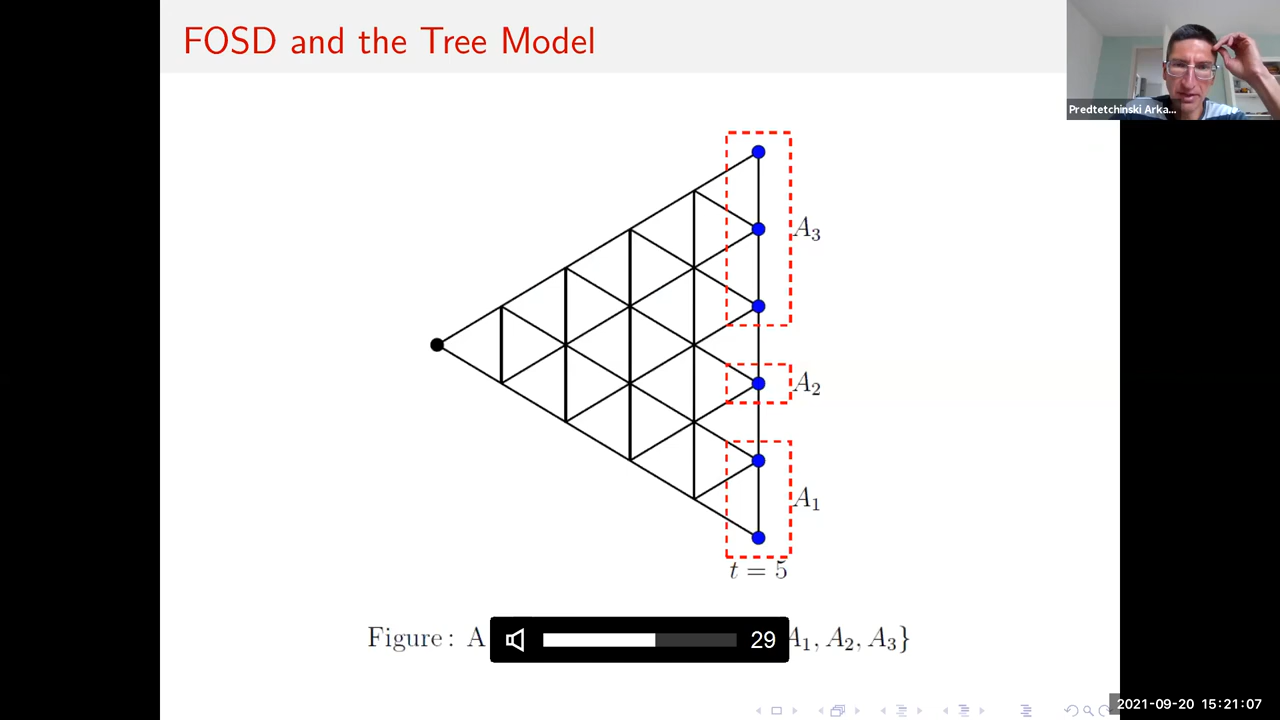 FOSD and the Tree Model
Predtetchinski Arka...
A3
A2
A1
t = 5
Figure: A
29
A1, A2, A3}
2021-09-20 15:21:07